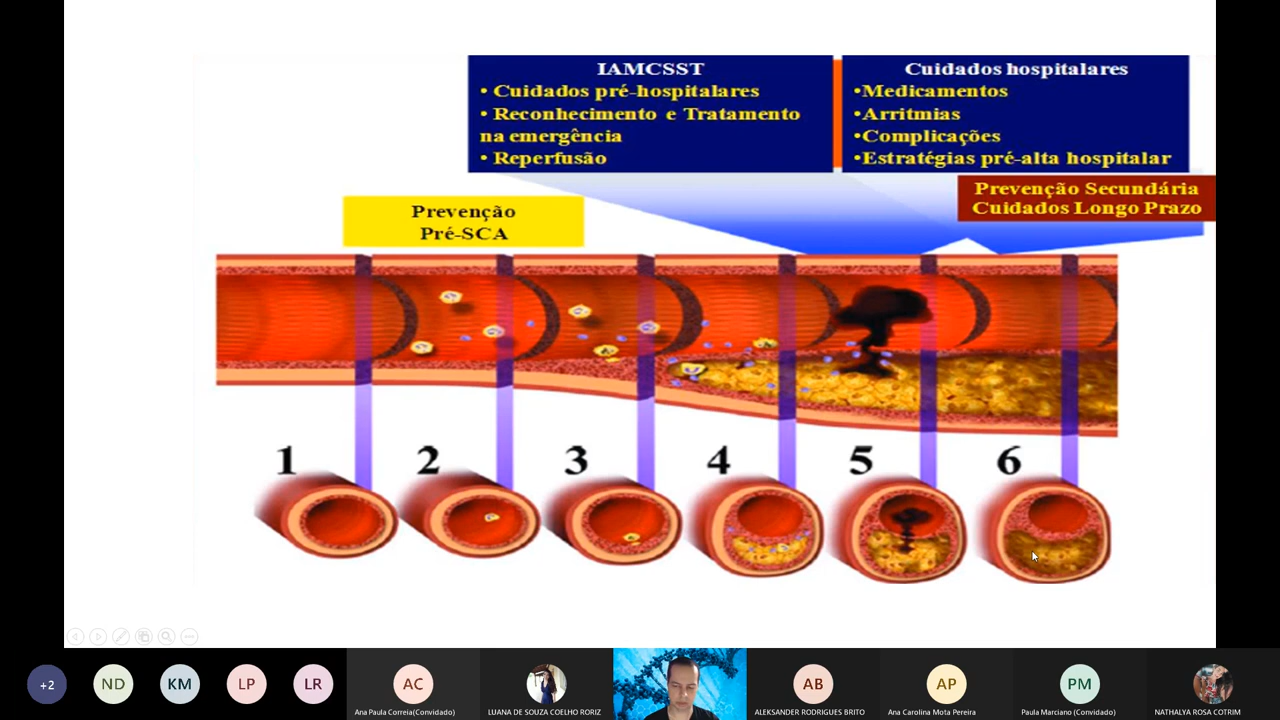 IAMCSST
• Cuidados pré-hospitalares
• Reconhecimento e Tratamento
na emergência
• Reperfusão
Cuidados hospitalares
•Medicamentos
•Arritmias
•Complicações
•Estratégias pré-alta hospitalar
Prevenção Secundária
Cuidados Longo Prazo
Prevenção
Pré-SCA
1
2
3
4
5
6
+2
ND
KM
LP
LR
AC
Ana Paula Correia(Convidado)
LUANA DE SOUZA COELHO RORIZ
AB
ALEKSANDER RODRIGUES BRITO
AP
Ana Carolina Mota Pereira
PM
Paula Marciano (Convidado)
NATHALYA ROSA COTRIM